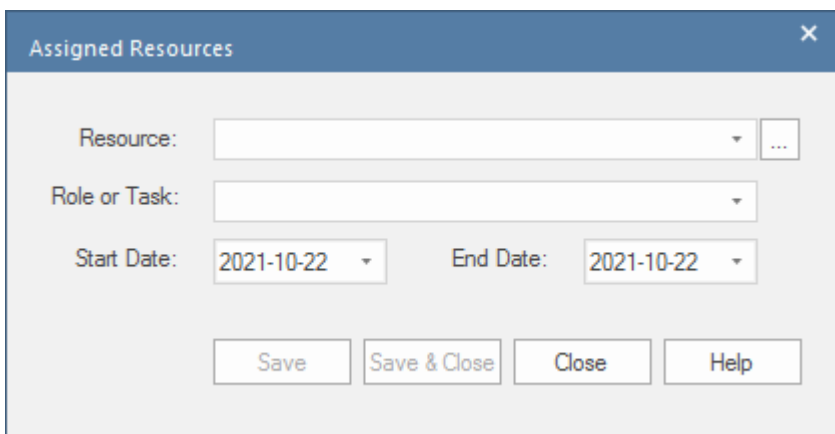 Assigned Resources
Resource: ...
Role or Task:
Start Date: 2021-10-22 End Date: 2021-10-22
Save Save & Close Close Help